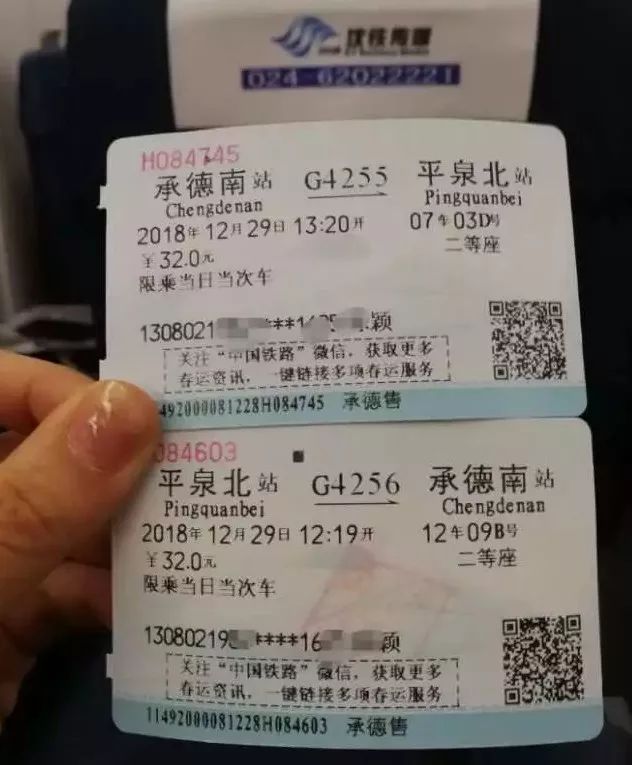 024-62022221
H084745
承德南站 G4255 平泉北站
Chengdenan Pingquanbei
2018年12月29日 13:20开 07车03D号
¥32.0元 二等座
限乘当日当次车
1308021 ***1 颖
关注“中国铁路”微信，获取更多
春运资讯，一键链接多项春运服务
1492000081228H084745 承德售
084603
平泉北站 G4256 承德南站
Pingquanbei Chengdenan
2018年12月29日 12:19开 12车09B号
¥32.0元 二等座
限乘当日当次车
13080219 ****16 颖
关注“中国铁路”微信，获取更多
春运资讯，一键链接多项春运服务
11492000081228H084603 承德售